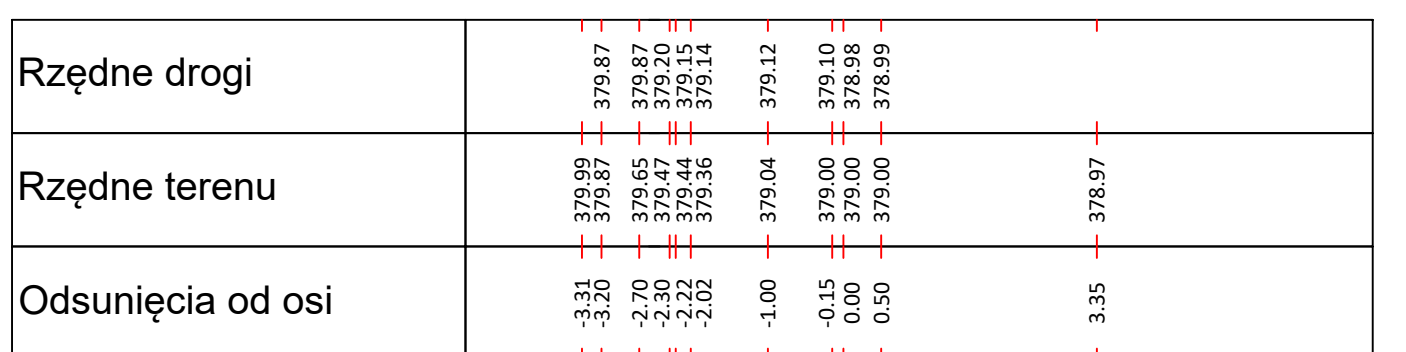 Rzędne drogi 379.87 379.87 379.20 379.15 379.14 379.12 379.10 378.98 378.99
Rzędne terenu 379.99 379.87 379.65 379.47 379.44 379.36 379.04 379.00 379.00 379.00 378.97
Odsunięcia od osi -3.31 -3.20 -2.70 -2.30 -2.22 -2.02 -1.00 -0.15 0.00 0.50 3.35